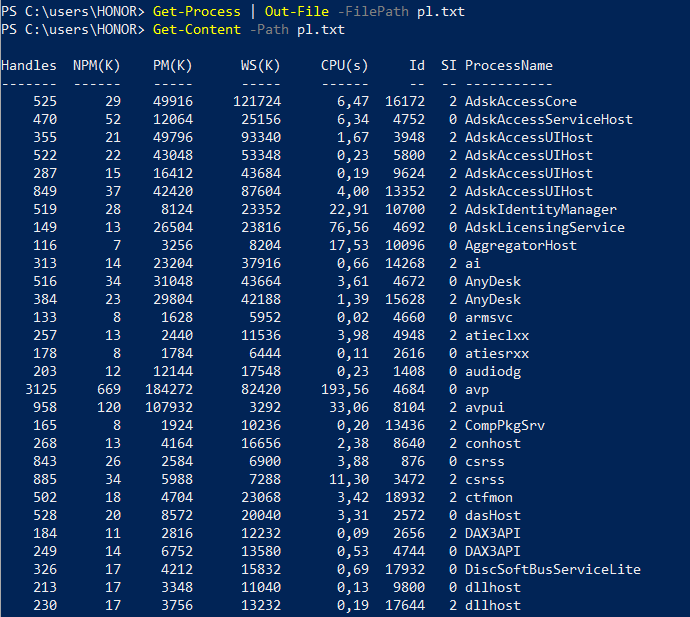 PS C:\users\HONOR> Get-Process | Out-File -FilePath pl.txt
PS C:\users\HONOR> Get-Content -Path pl.txt
Handles  NPM(K)    PM(K)      WS(K)     CPU(s)     Id  SI ProcessName
-------  ------    -----      -----     ------     --  -- -----------
    525      29    49916     121724       6,47  16172   2 AdskAccessCore
    470      52    12064      25156       6,34   4752   0 AdskAccessServiceHost
    355      21    49796      93340       1,67   3948   2 AdskAccessUIHost
    522      22    43048      53348       0,23   5800   2 AdskAccessUIHost
    287      15    16412      43684       0,19   9624   2 AdskAccessUIHost
    849      37    42420      87604       4,00  13352   2 AdskAccessUIHost
    519      28     8124      23352      22,91  10700   2 AdskIdentityManager
    149      13    26504      23816      76,56   4692   0 AdskLicensingService
    116       7     3256       8204      17,53  10096   0 AggregatorHost
    313      14    23204      37916       0,66  14268   2 ai
    516      34    31048      43664       3,61   4672   0 AnyDesk
    384      23    29804      42188       1,39  15628   2 AnyDesk
    133       8     1628       5952       0,02   4660   0 armsvc
    257      13     2440      11536       3,98   4948   2 atieclxx
    178       8     1784       6444       0,11   2616   0 atiesrxx
    203      12    12144      17548       0,23   1408   0 audiodg
   3125     669   184272      82420     193,56   4684   0 avp
    958     120   107932       3292      33,06   8104   2 avpui
    165       8     1924      10236       0,20  13436   2 CompPkgSrv
    268      13     4164      16656       2,38   8640   2 conhost
    843      26     2584       6900       3,88    876   0 csrss
    885      34     5988       7288      11,30   3472   2 csrss
    502      18     4704      23068       3,42  18932   2 ctfmon
    528      20     8572      20040       3,31   2572   0 dasHost
    184      11     2816      12232       0,09   2656   2 DAX3API
    249      14     6752      13580       0,53   4744   0 DAX3API
    326      17     4212      15832       0,69  17932   0 DiscSoftBusServiceLite
    213      17     3348      11040       0,13   9800   0 dllhost
    230      17     3756      13232       0,19  17644   2 dllhost